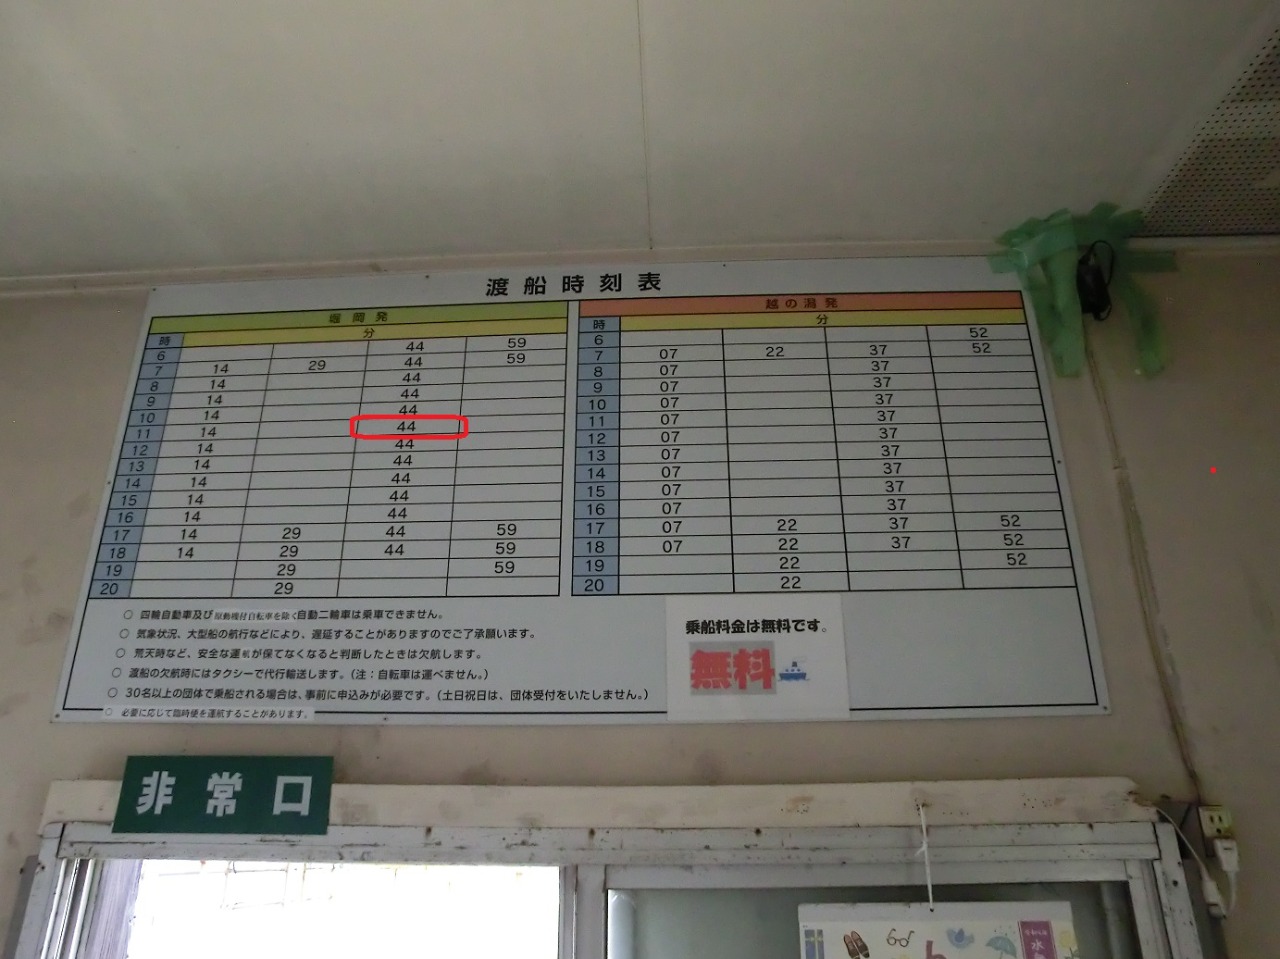 渡船時刻表
堀岡発 越の潟発
時 分 時 分
6 44 59 6 52
7 14 29 44 59 7 07 22 37 52
8 14 44 8 07 37
9 14 44 9 07 37
10 14 44 10 07 37
11 14 44 11 07 37
12 14 44 12 07 37
13 14 44 13 07 37
14 14 44 14 07 37
15 14 44 15 07 37
16 14 44 16 07 37
17 14 29 44 59 17 07 22 37 52
18 14 29 44 59 18 07 22 37 52
19 29 59 19 22 52
20 29 20 22
○ 四輪自動車及び原動機付自転車を除く自動二輪車は乗車できません。
○ 気象状況、大型船の航行などにより、遅延することがありますのでご了承願います。
○ 荒天時など、安全な運航が保てなくなると判断したときは欠航します。
○ 渡船の欠航時にはタクシーで代行輸送します。(注:自転車は運べません。)
○ 30名以上の団体で乗船される場合は、事前に申込みが必要です。(土日祝日は、団体受付をいたしません。)
○ 必要に応じて臨時便を運航することがあります。
乗船料金は無料です。
無料
非常口
水